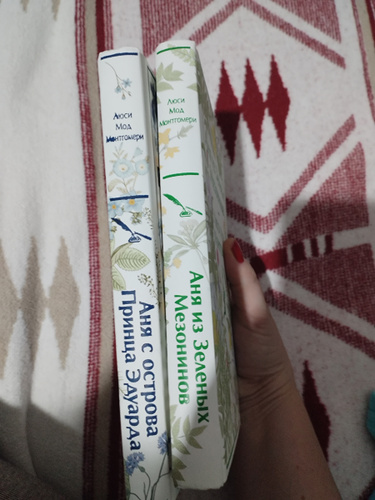 Люси
Мод
Монтгомери
Аня с острова
Принца Эдуарда
Люси
Мод
Монтгомери
Аня из Зеленых
Мезонинов